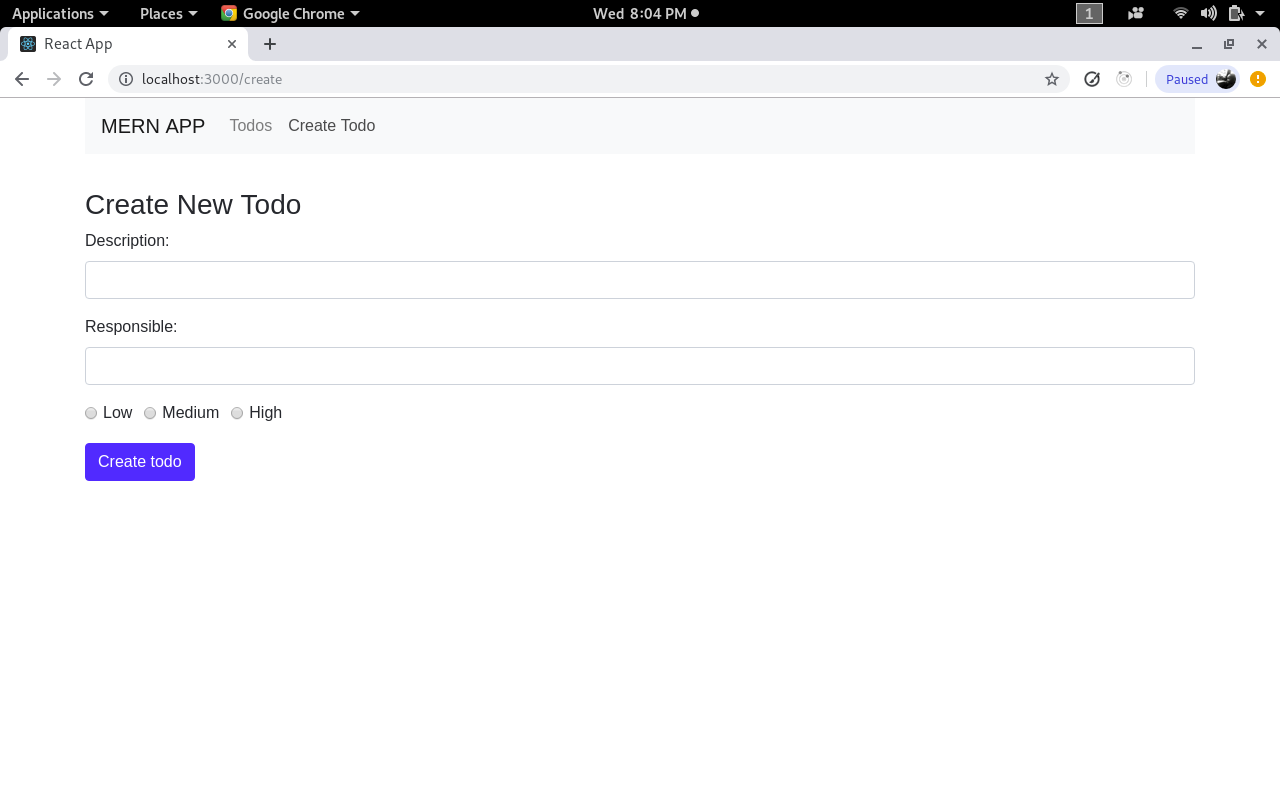 Applications Places Google Chrome Wed 8:04 PM 1
React App
localhost:3000/create Paused
MERN APP Todos Create Todo
Create New Todo
Description:
Responsible:
Low Medium High
Create todo